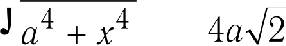 J a⁴ + x⁴ 4a√2